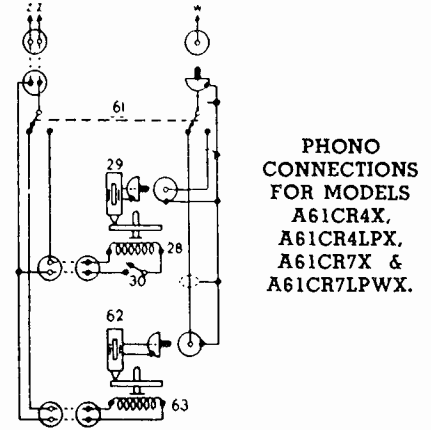 W
61
29
28
30
62
63
PHONO
CONNECTIONS
FOR MODELS
A61CR4X,
A61CR4LPX,
A61CR7X &
A61CR7LPWX.